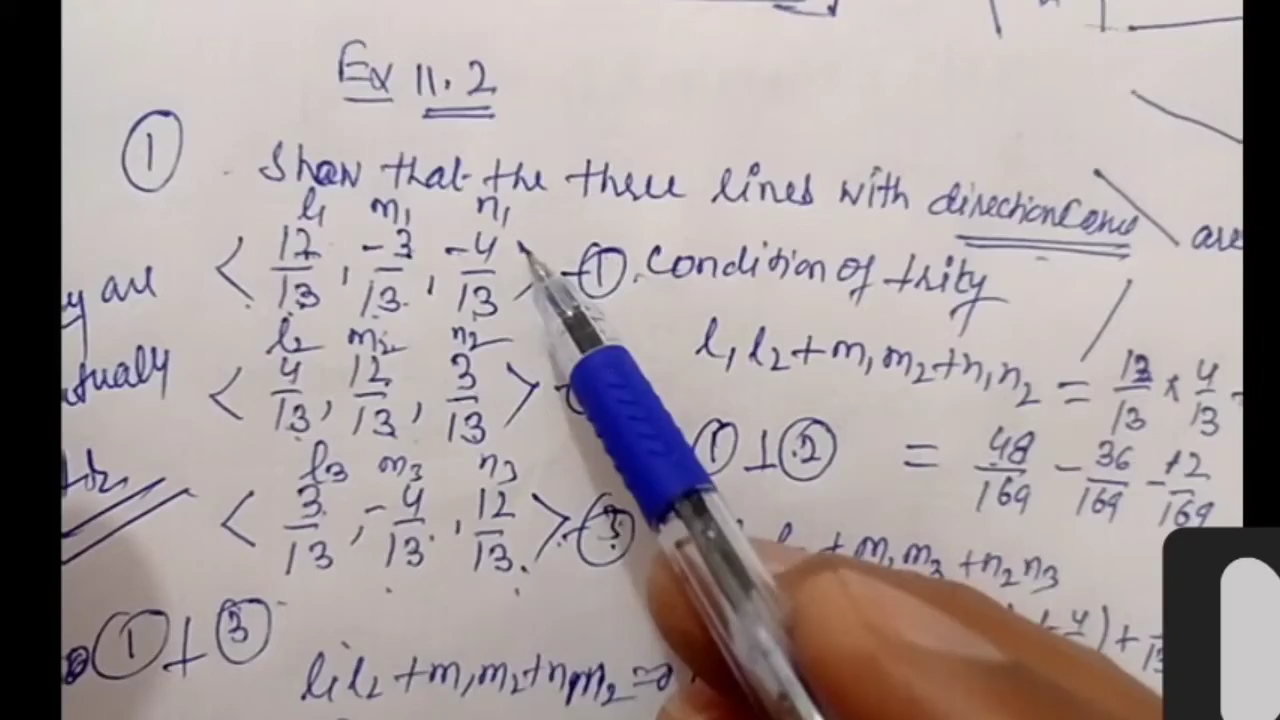 Ex 11.2
① Show that the three lines with direction Cosines are
l₁ m₁ n₁
< 12/13, -3/13, -4/13 > -① Condition of
l₂ m₂ n₂
l₁l₂+m₁m₂+n₁n₂ = 12/13 × 4/13
< 4/13, 12/13, 3/13 >
① ⊥ ② = 48/169 - 36/169 - 12/169
l₃ m₃ n₃
< 3/13, -4/13, 12/13 > -③
+ n₂n₃
① ⊥ ③
l₁l₂ + m₁m₂ + n₁n₂ =